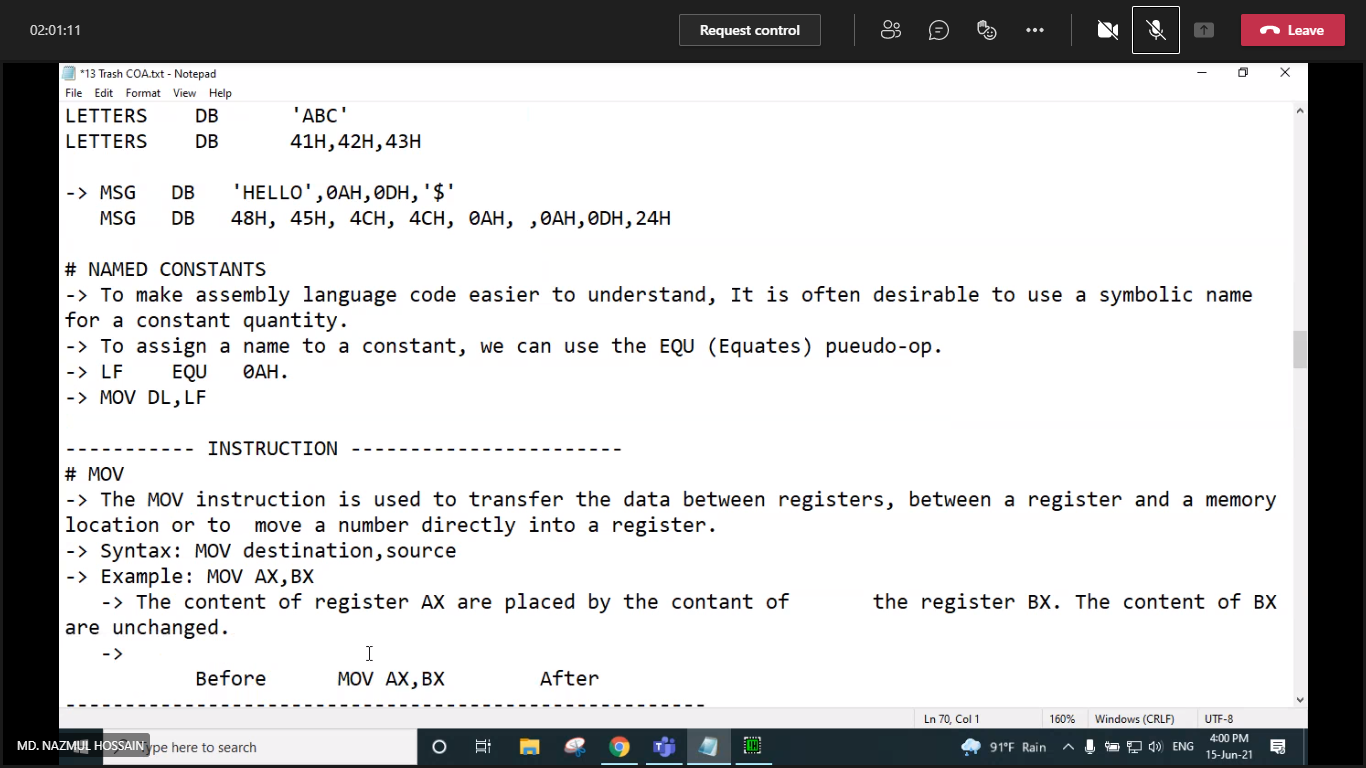 02:01:11
Request control
Leave
*13 Trash COA.txt - Notepad
File Edit Format View Help
LETTERS DB 'ABC'
LETTERS DB 41H,42H,43H
-> MSG DB 'HELLO',0AH,0DH,'$'
MSG DB 48H, 45H, 4CH, 4CH, 0AH, ,0AH,0DH,24H
# NAMED CONSTANTS
-> To make assembly language code easier to understand, It is often desirable to use a symbolic name
for a constant quantity.
-> To assign a name to a constant, we can use the EQU (Equates) pueudo-op.
-> LF EQU 0AH.
-> MOV DL,LF
----------- INSTRUCTION -----------------------
# MOV
-> The MOV instruction is used to transfer the data between registers, between a register and a memory
location or to move a number directly into a register.
-> Syntax: MOV destination,source
-> Example: MOV AX,BX
-> The content of register AX are placed by the contant of the register BX. The content of BX
are unchanged.
->
Before MOV AX,BX After
------------------------------------------------------
Ln 70, Col 1 160% Windows (CRLF) UTF-8
MD. NAZMUL HOSSAIN
ype here to search
91°F Rain
ENG
4:00 PM
15-Jun-21